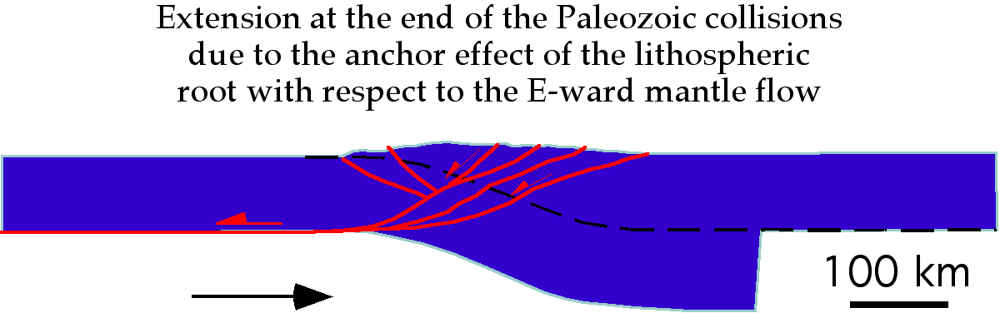 Extension at the end of the Paleozoic collisions
due to the anchor effect of the lithospheric
root with respect to the E-ward mantle flow
100 km